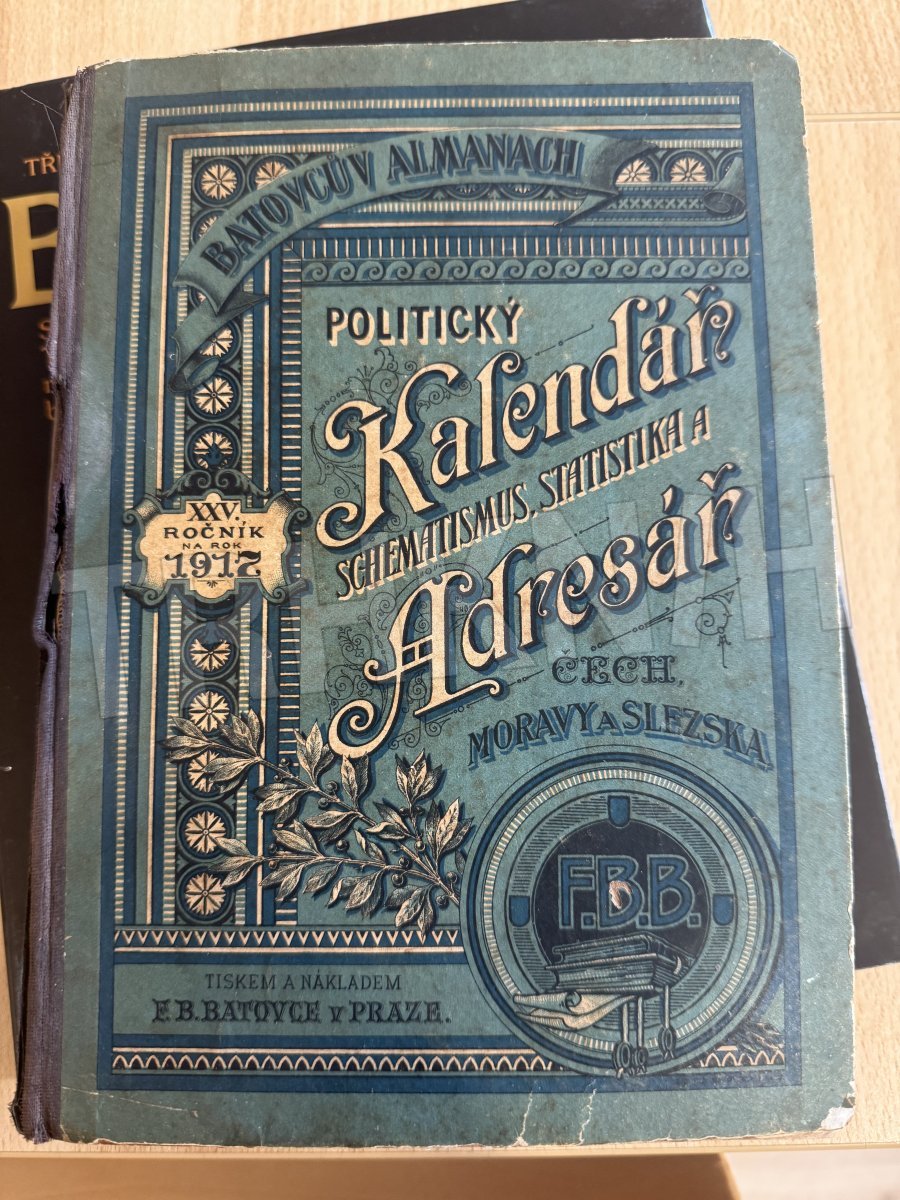 BATOVCŮV ALMANACH
POLITICKÝ
Kalendář
SCHEMATISMUS, STATISTIKA A
Adresář
ČECH,
MORAVY A SLEZSKA,
XXV.
ROČNÍK
NA ROK
1917
F.B.B.
TISKEM A NÁKLADEM
F. B. BATOVCE v PRAZE.